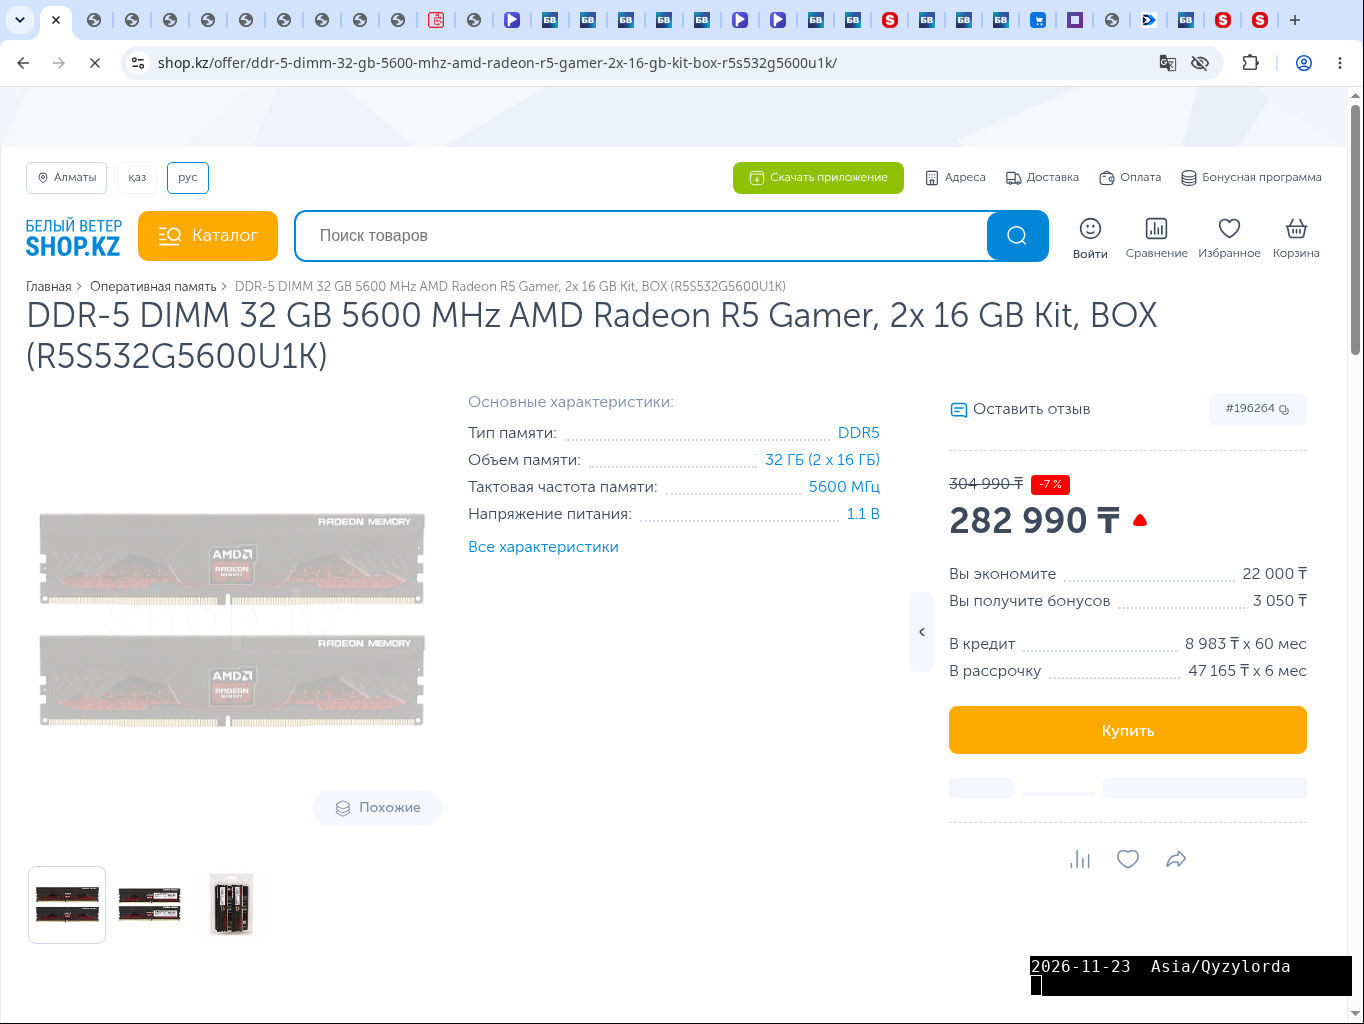 shop.kz/offer/ddr-5-dimm-32-gb-5600-mhz-amd-radeon-r5-gamer-2x-16-gb-kit-box-r5s532g5600u1k/
Алматы
қаз
рус
Скачать приложение
Адреса
Доставка
Оплата
Бонусная программа
БЕЛЫЙ ВЕТЕР
SHOP.KZ
Каталог
Поиск товаров
Войти
Сравнение
Избранное
Корзина
Главная
Оперативная память
DDR-5 DIMM 32 GB 5600 MHz AMD Radeon R5 Gamer, 2x 16 GB Kit, BOX (R5S532G5600U1K)
DDR-5 DIMM 32 GB 5600 MHz AMD Radeon R5 Gamer, 2x 16 GB Kit, BOX
(R5S532G5600U1K)
RADEON MEMORY
AMD
RADEON
MEMORY
shop.kz
RADEON MEMORY
AMD
RADEON
MEMORY
Похожие
Основные характеристики:
Тип памяти: DDR5
Объем памяти: 32 ГБ (2 x 16 ГБ)
Тактовая частота памяти: 5600 МГц
Напряжение питания: 1.1 В
Все характеристики
Оставить отзыв
#196264
304 990 ₸ -7 %
282 990 ₸
Вы экономите 22 000 ₸
Вы получите бонусов 3 050 ₸
В кредит 8 983 ₸ x 60 мес
В рассрочку 47 165 ₸ x 6 мес
Купить
2026-11-23 Asia/Qyzylorda